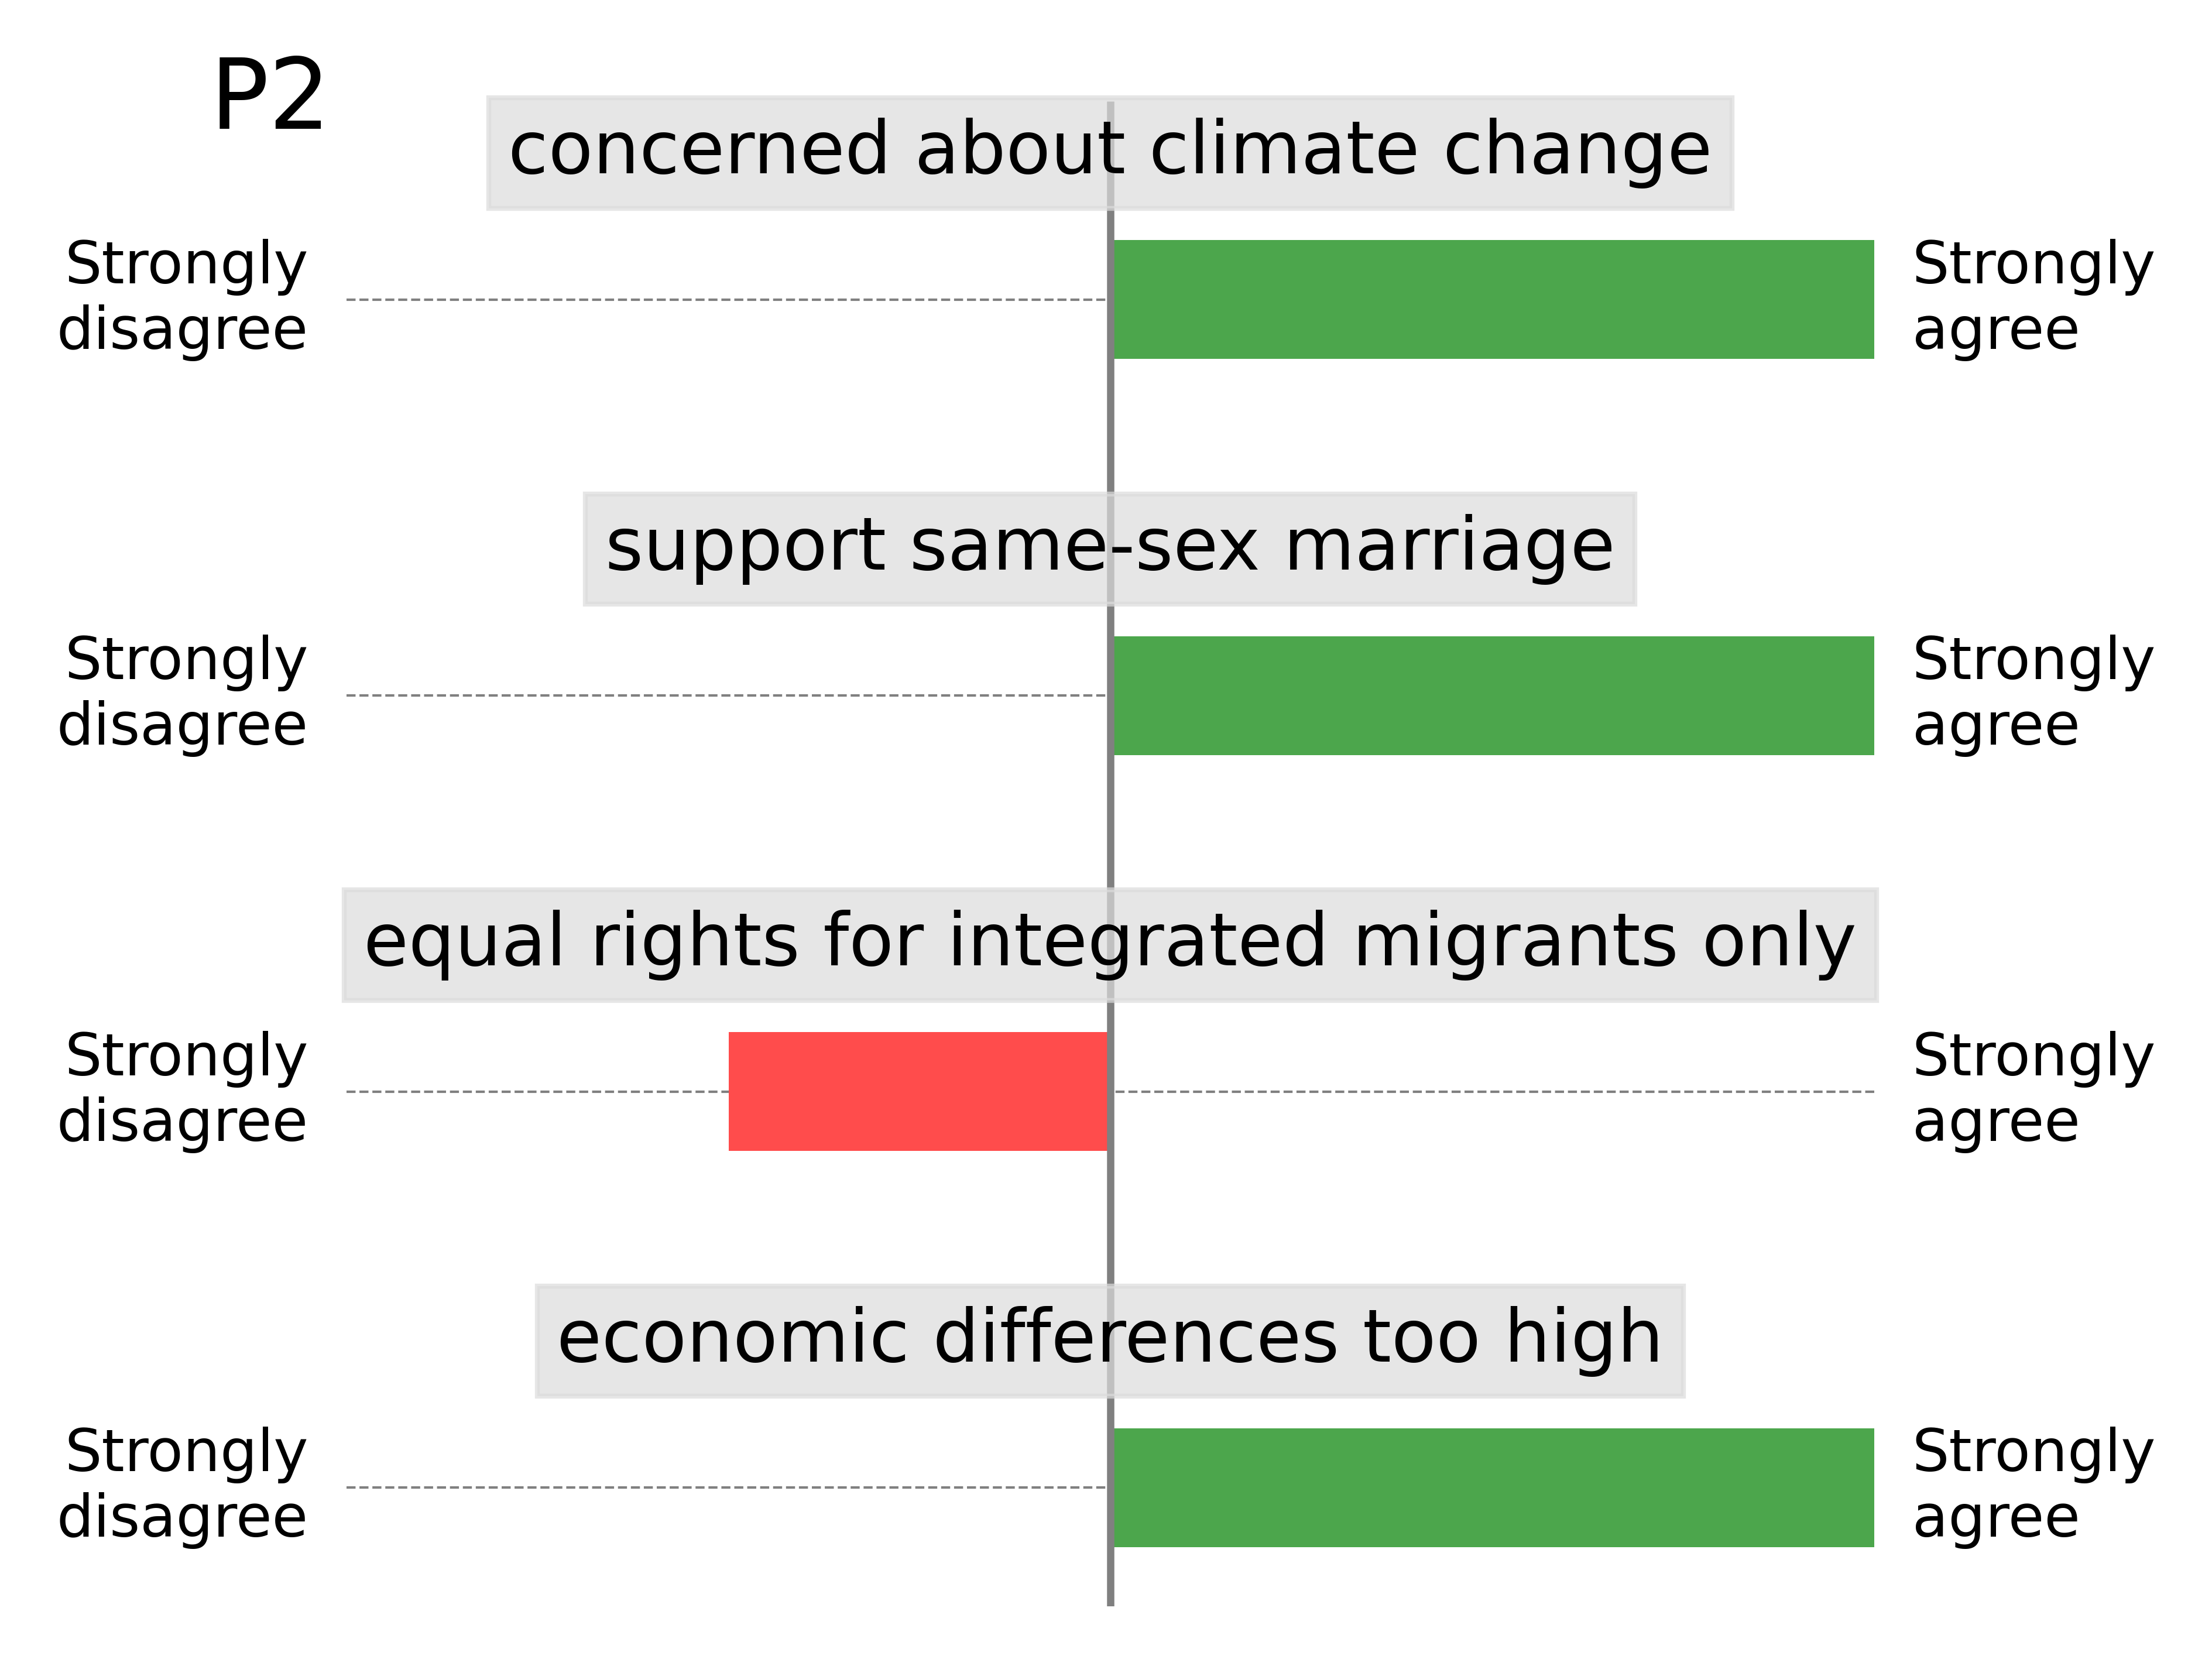 P2
concerned about climate change
Strongly
disagree
Strongly
agree
support same-sex marriage
Strongly
disagree
Strongly
agree
equal rights for integrated migrants only
Strongly
disagree
Strongly
agree
economic differences too high
Strongly
disagree
Strongly
agree